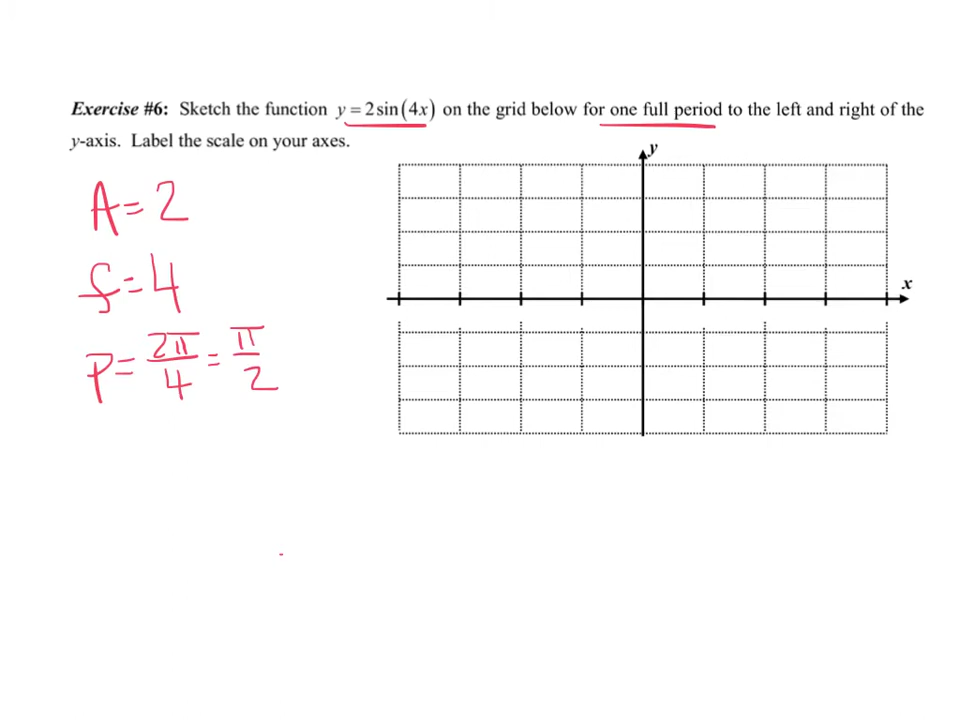 Exercise #6: Sketch the function y = 2sin(4x) on the grid below for one full period to the left and right of the
y-axis. Label the scale on your axes.
y
A=2
x
f=4
P=2π/4=π/2